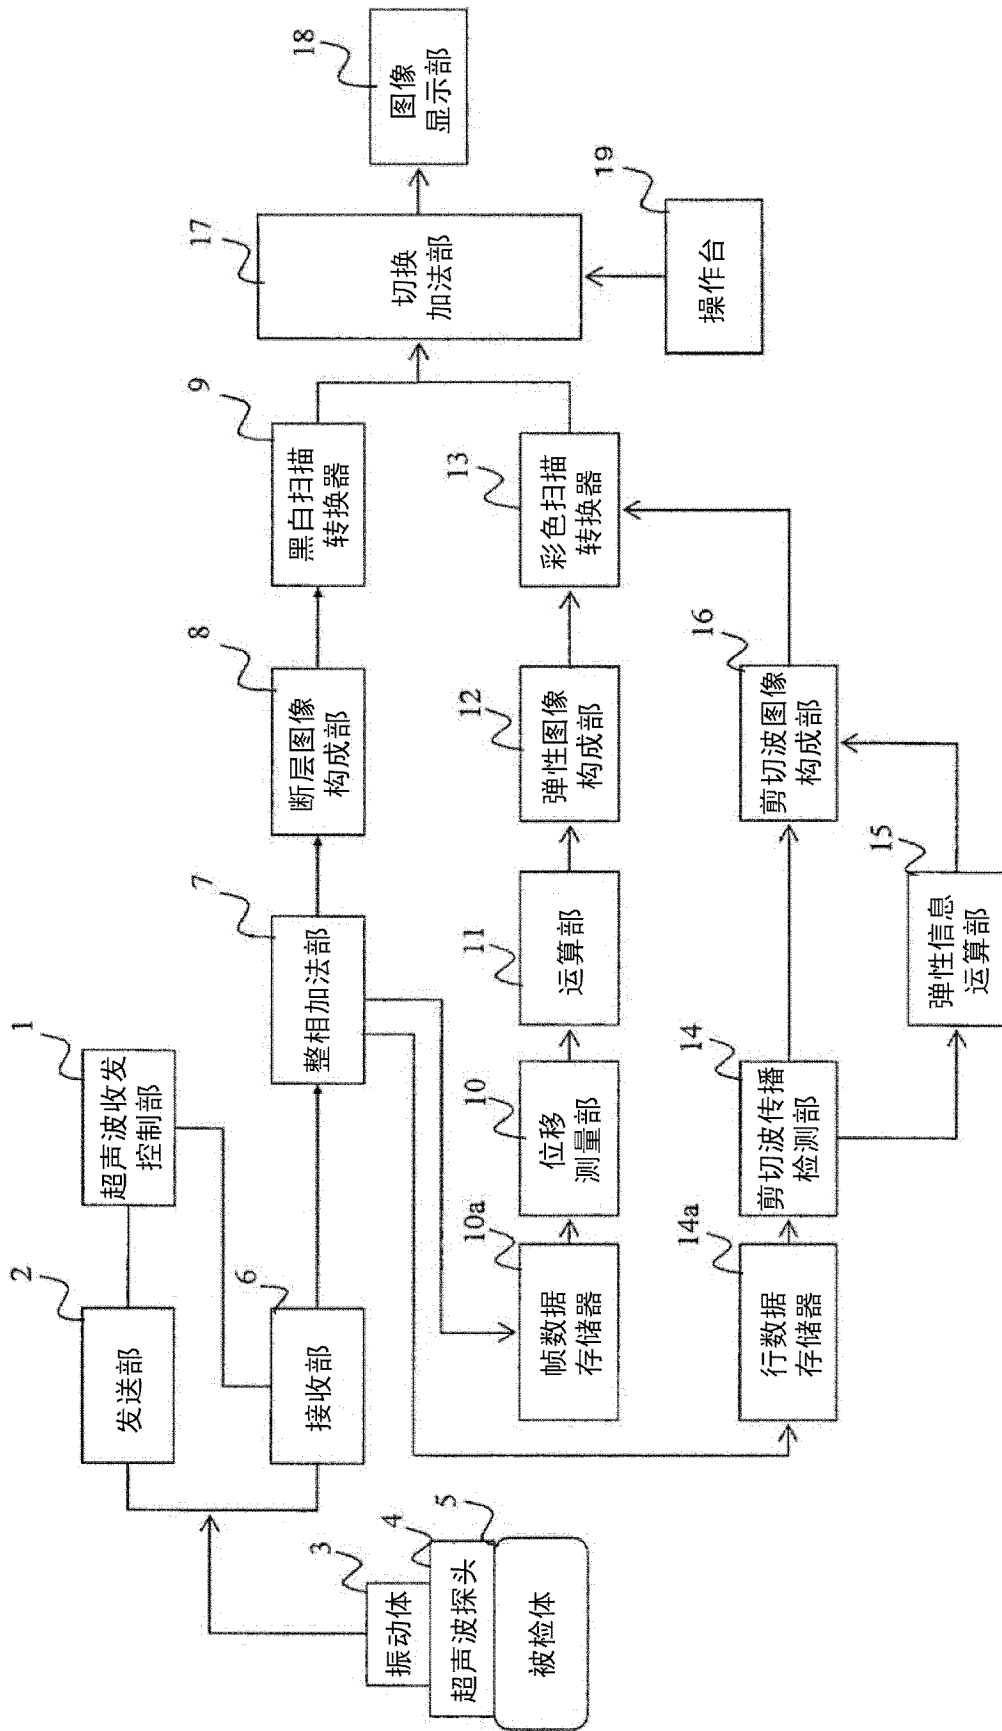 1
超声波收发
控制部
2
发送部
3
振动体
4
超声波探头
5
被检体
6
接收部
7
整相加法部
8
断层图像
构成部
9
黑白扫描
转换器
10a
帧数据
存储器
10
位移
测量部
11
运算部
12
弹性图像
构成部
13
彩色扫描
转换器
14a
行数据
存储器
14
剪切波传播
检测部
15
弹性信息
运算部
16
剪切波图像
构成部
17
切换
加法部
18
图像
显示部
19
操作台